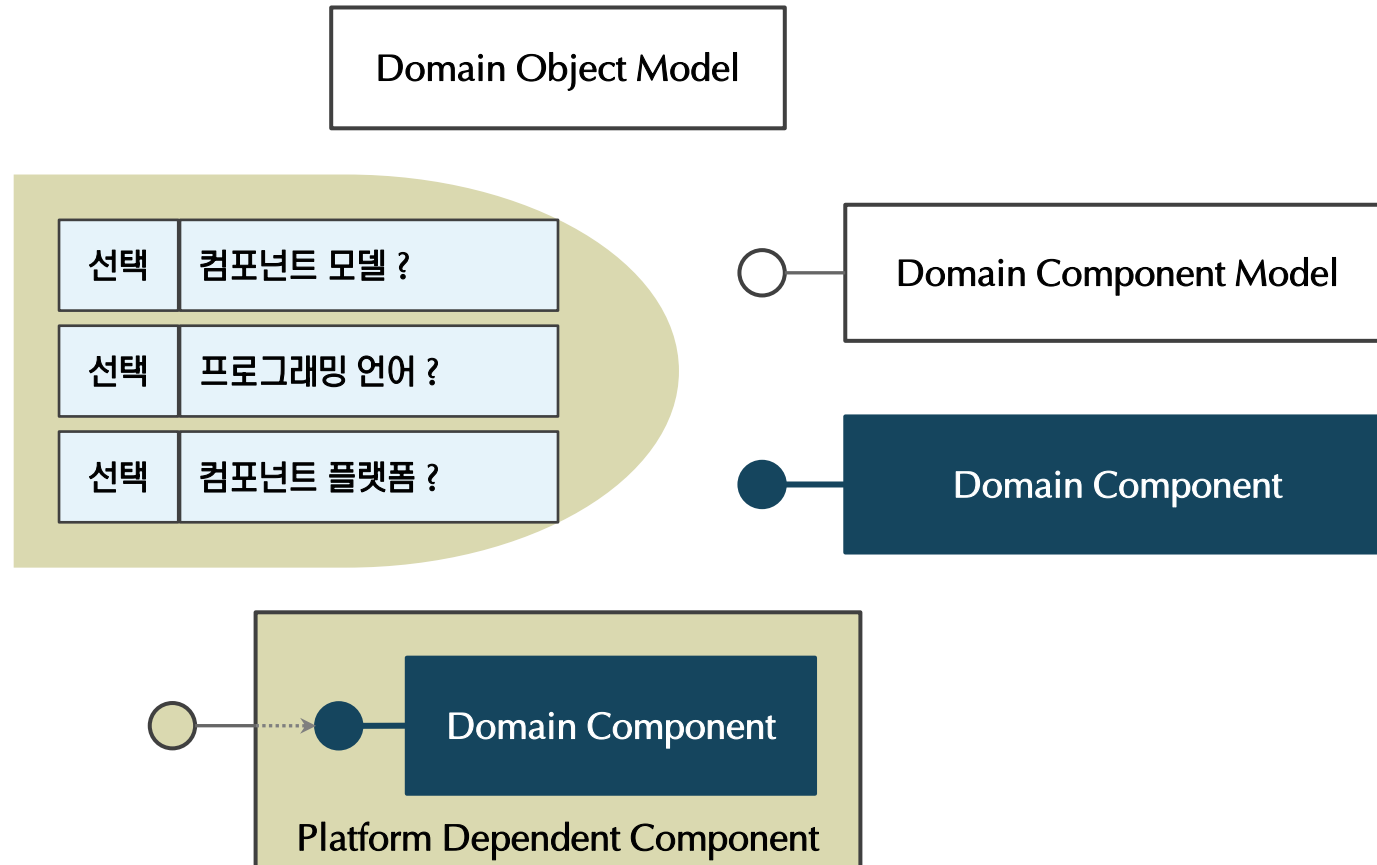 Domain Object Model
선택 컴포넌트 모델 ?
선택 프로그래밍 언어 ?
선택 컴포넌트 플랫폼 ?
Domain Component Model
Domain Component
Domain Component
Platform Dependent Component